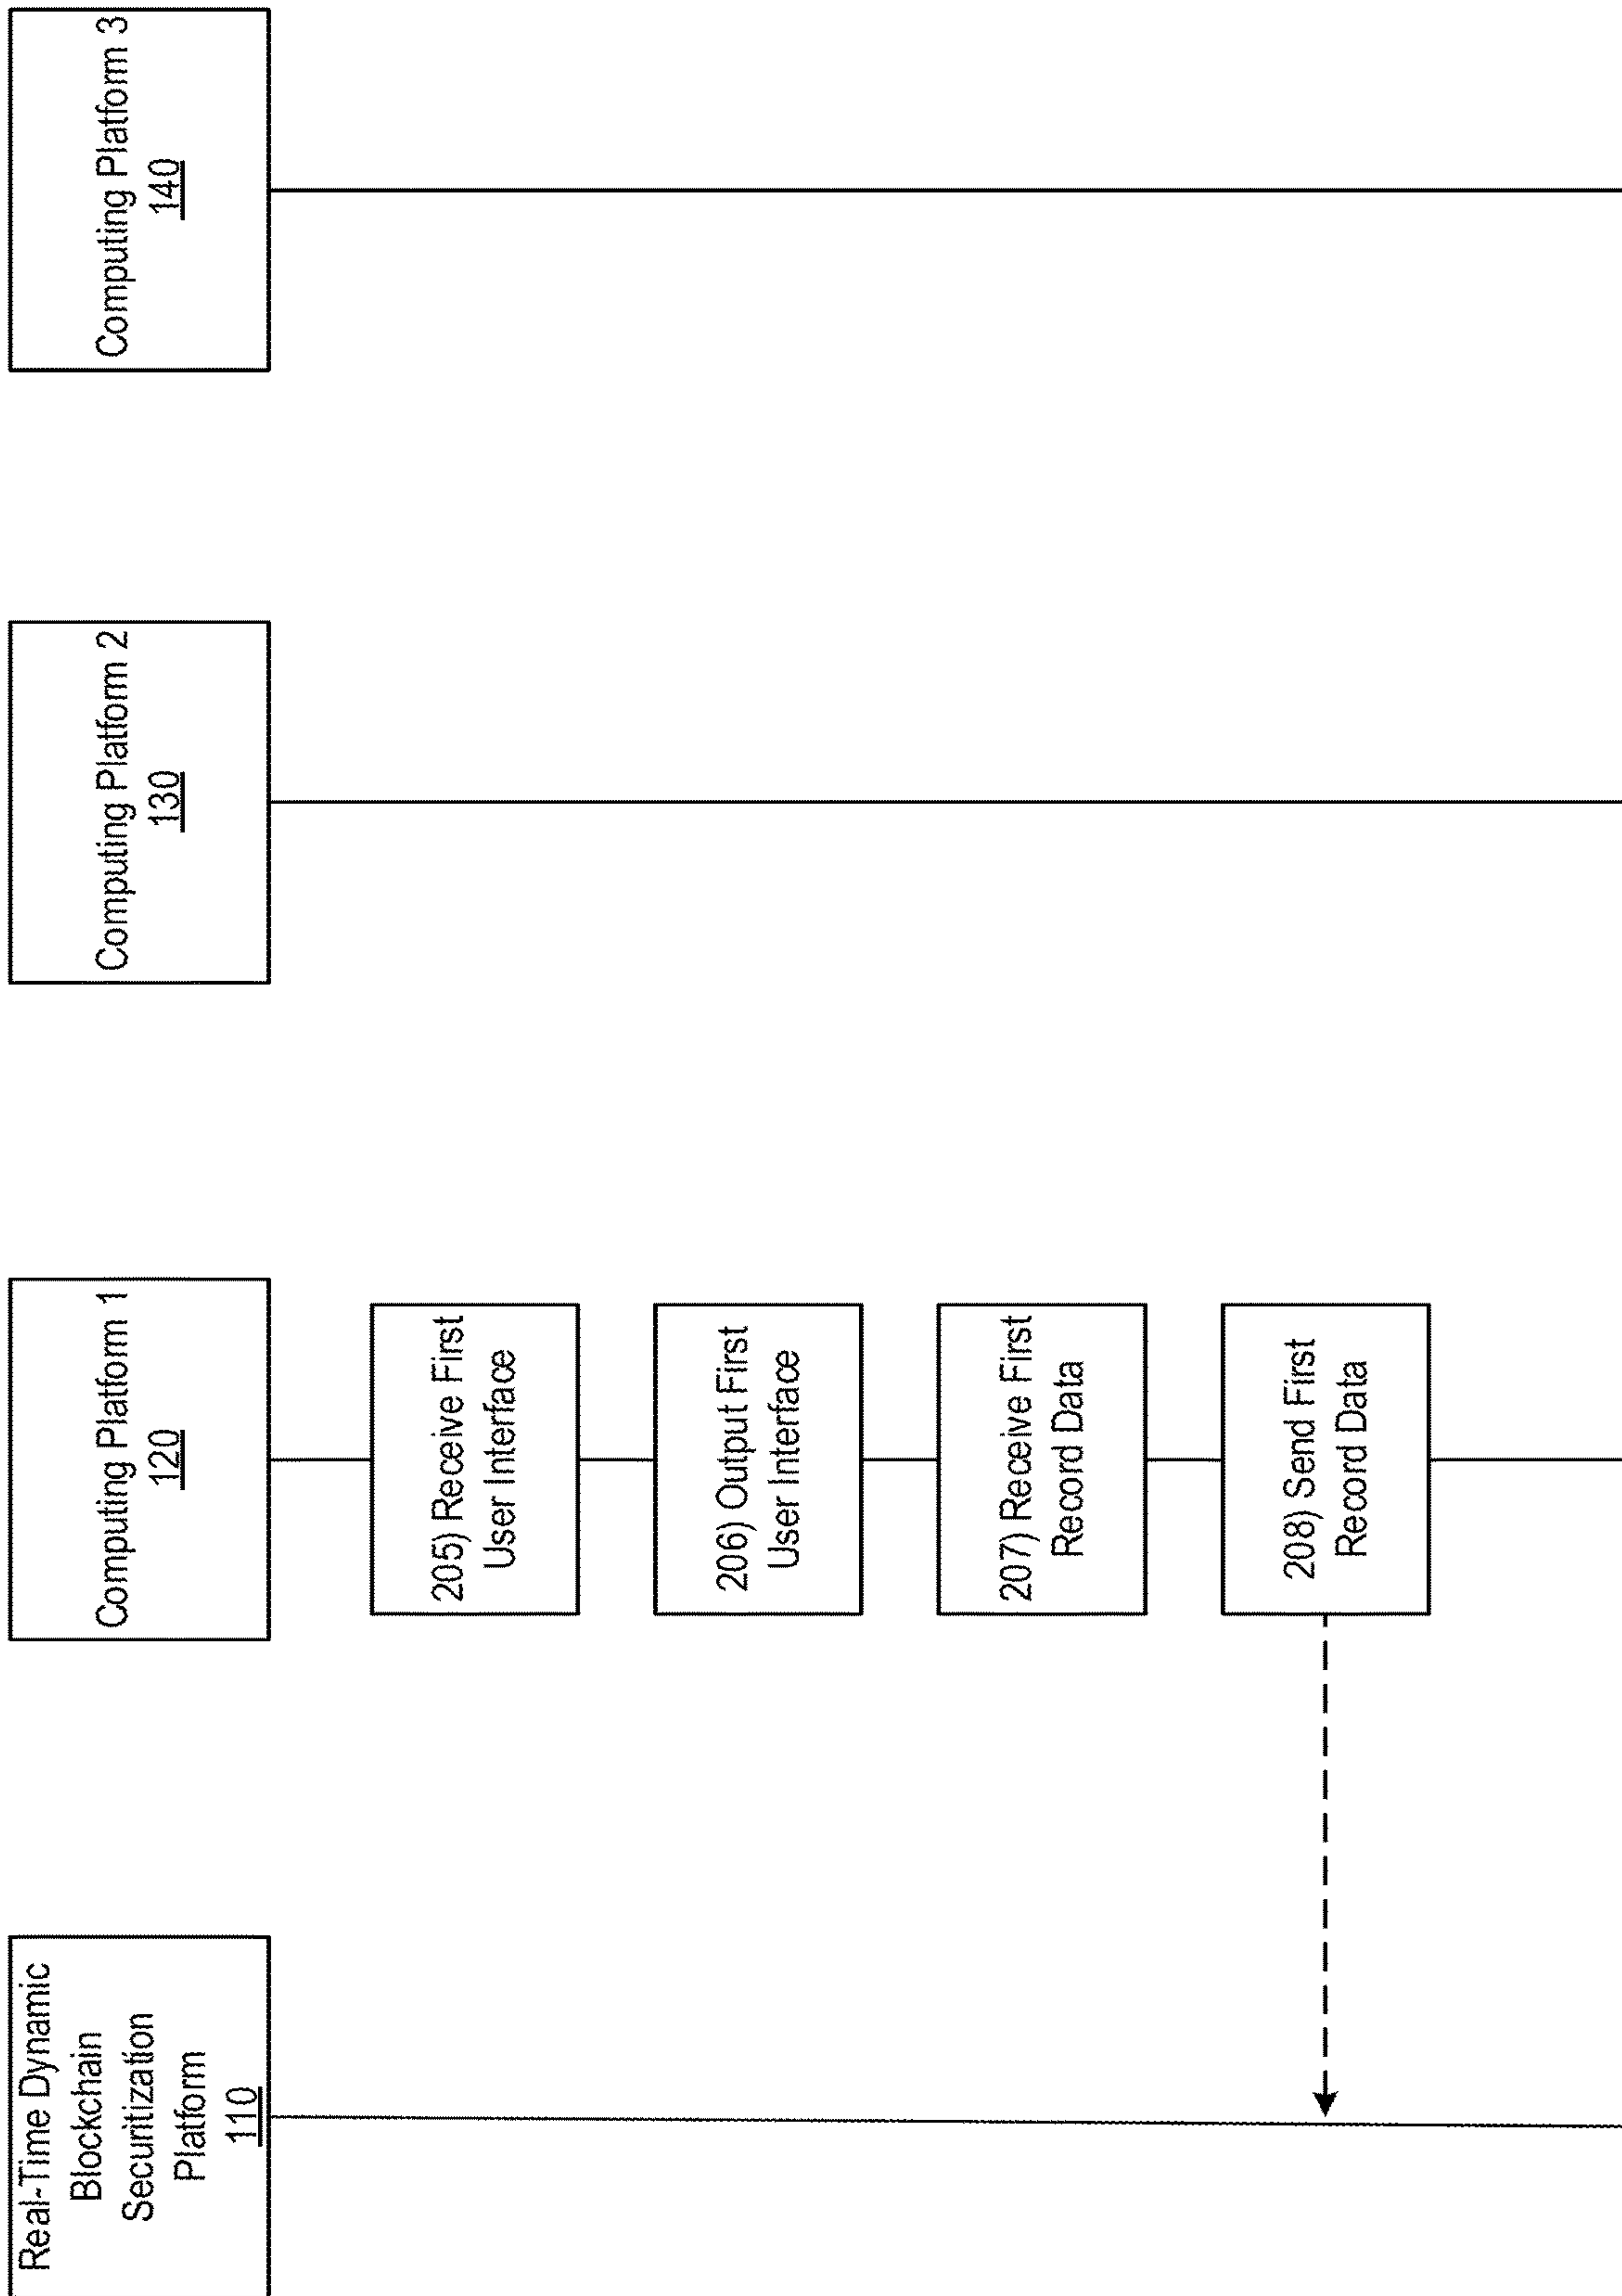 Real-Time Dynamic
Blockchain
Securitization
Platform
110
Computing Platform 1
120
Computing Platform 2
130
Computing Platform 3
140
205) Receive First
User Interface
206) Output First
User Interface
207) Receive First
Record Data
208) Send First
Record Data